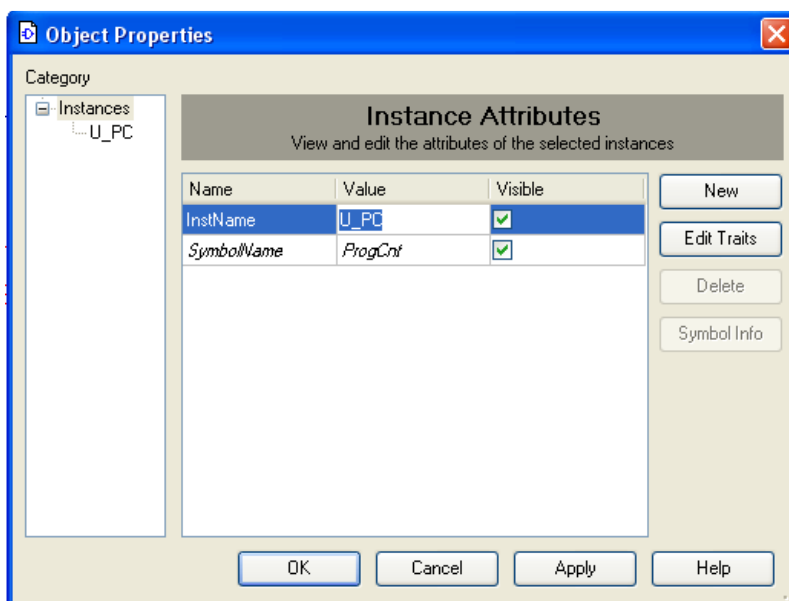 Object Properties
Category
Instances
U_PC
Instance Attributes
View and edit the attributes of the selected instances
Name Value Visible
InstName U_PC
SymbolName ProgCnt
New
Edit Traits
Delete
Symbol Info
OK Cancel Apply Help